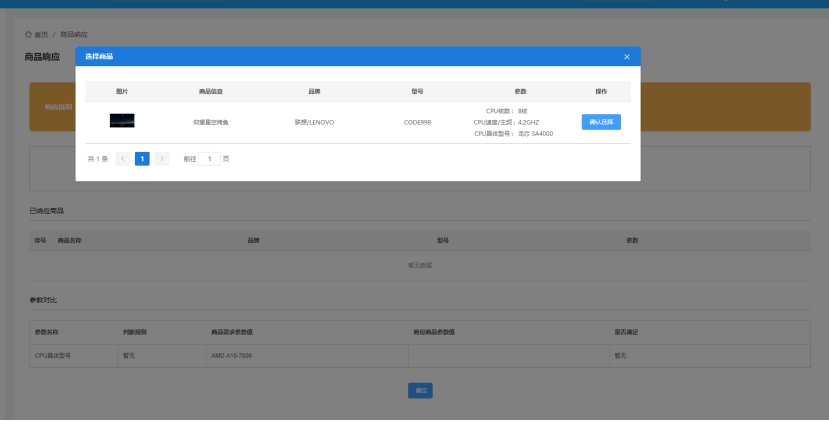 首页 / 商品响应
商品响应
选择商品
图片 商品信息 品牌 型号 参数 操作
仰望星空烤鱼 联想/LENOVO CODE998 CPU核数： 8核
CPU速度/主频：4.2GHZ
CPU具体型号： 龙芯 3A4000
确认选择
共 1 条 < 1 > 前往 1 页
已响应商品
序号 商品名称 品牌 型号 参数
暂无数据
参数对比
参数名称 判断规则 商品需求参数值 响应商品参数值 是否满足
CPU具体型号 暂无 AMD A10-7800 暂无
确定